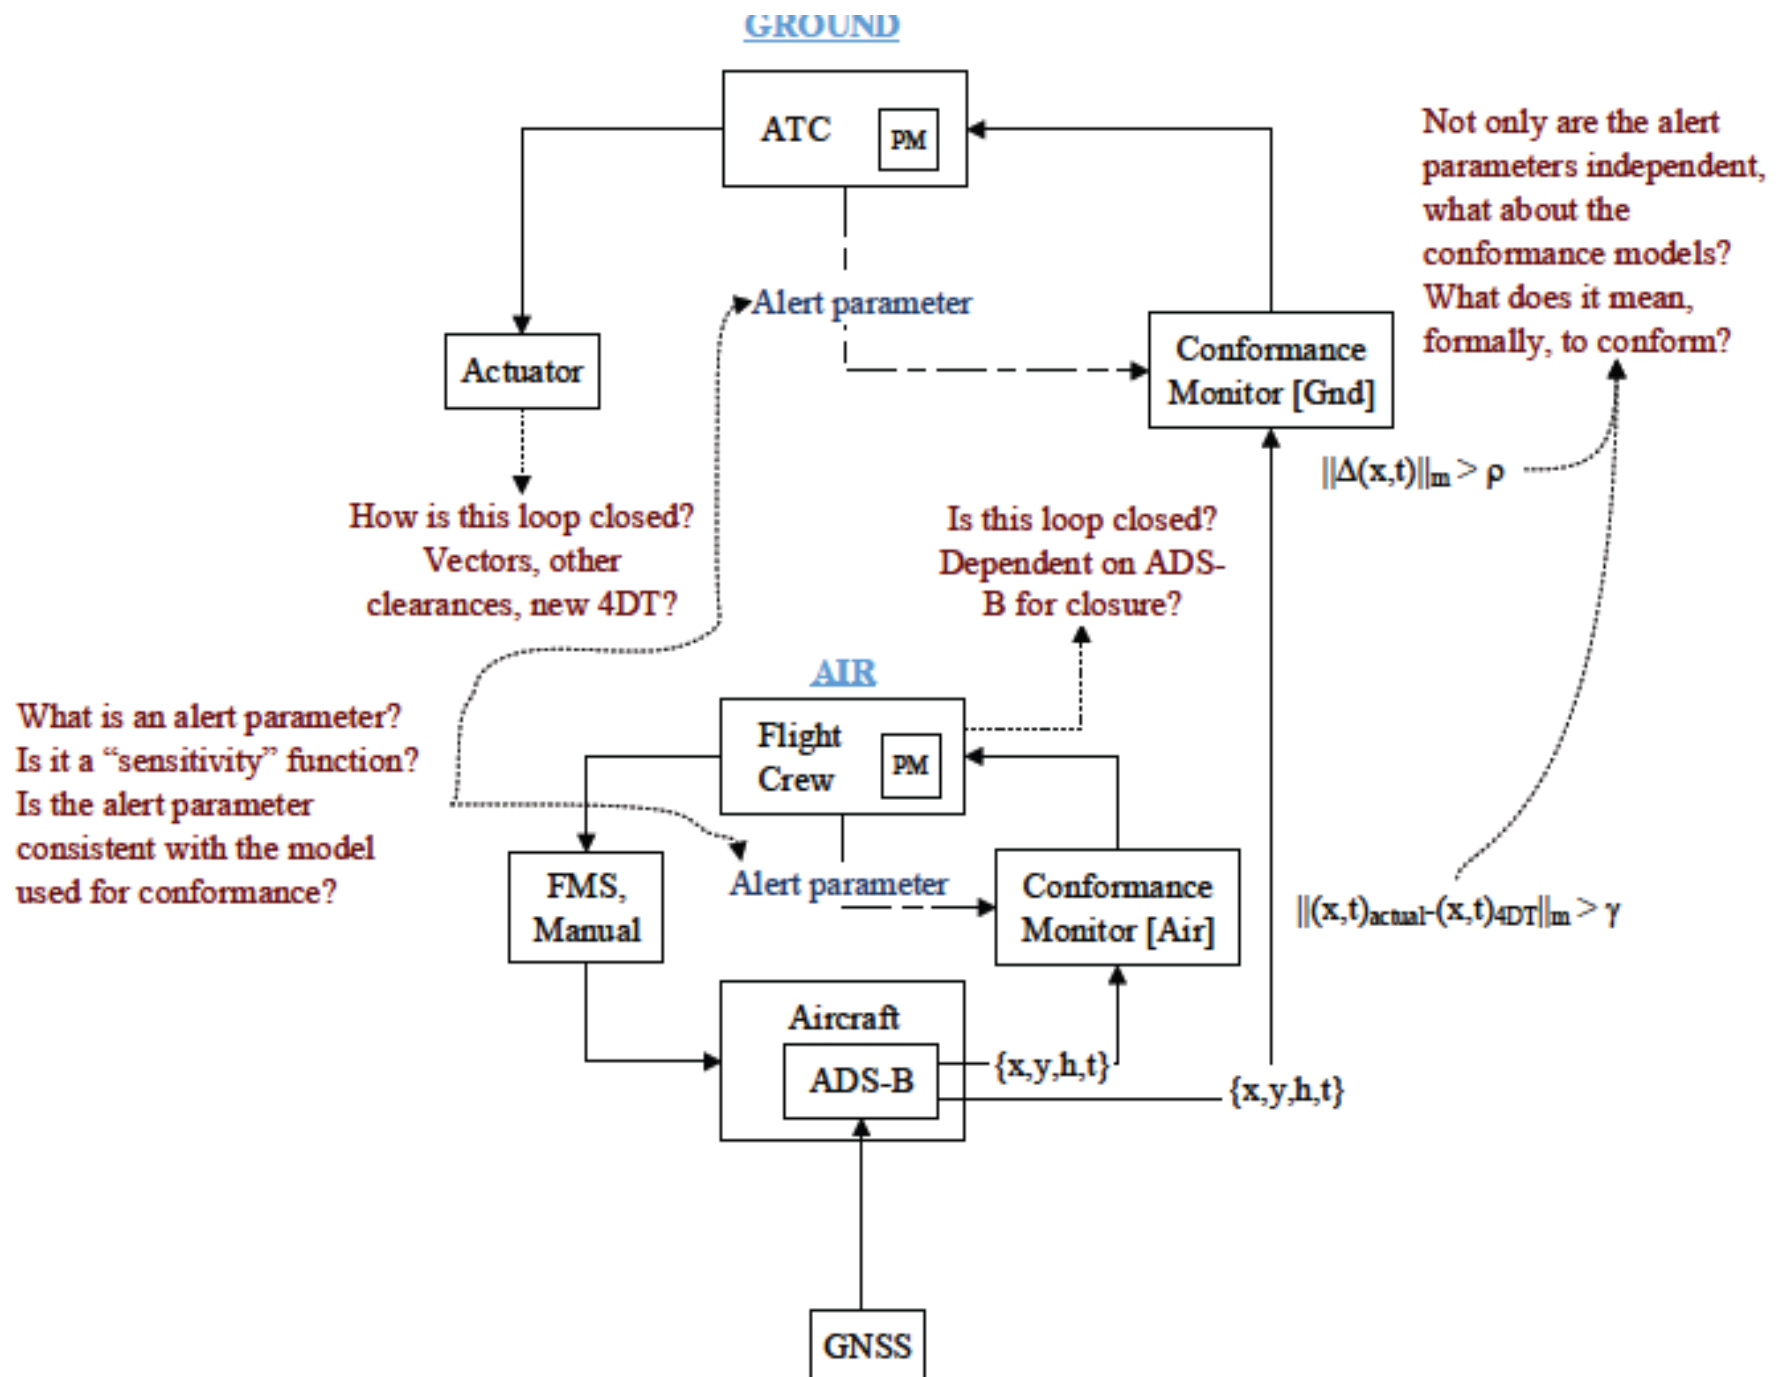 GROUND
ATC
PM
Not only are the alert
parameters independent,
what about the
conformance models?
What does it mean,
formally, to conform?
Alert parameter
Actuator
Conformance
Monitor [Gnd]
||Δ(x,t)||m > ρ
How is this loop closed?
Vectors, other
clearances, new 4DT?
Is this loop closed?
Dependent on ADS-
B for closure?
AIR
What is an alert parameter?
Is it a “sensitivity” function?
Is the alert parameter
consistent with the model
used for conformance?
Flight
Crew
PM
FMS,
Manual
Alert parameter
Conformance
Monitor [Air]
||(x,t)actual-(x,t)4DT||m > γ
Aircraft
ADS-B
{x,y,h,t}
{x,y,h,t}
GNSS